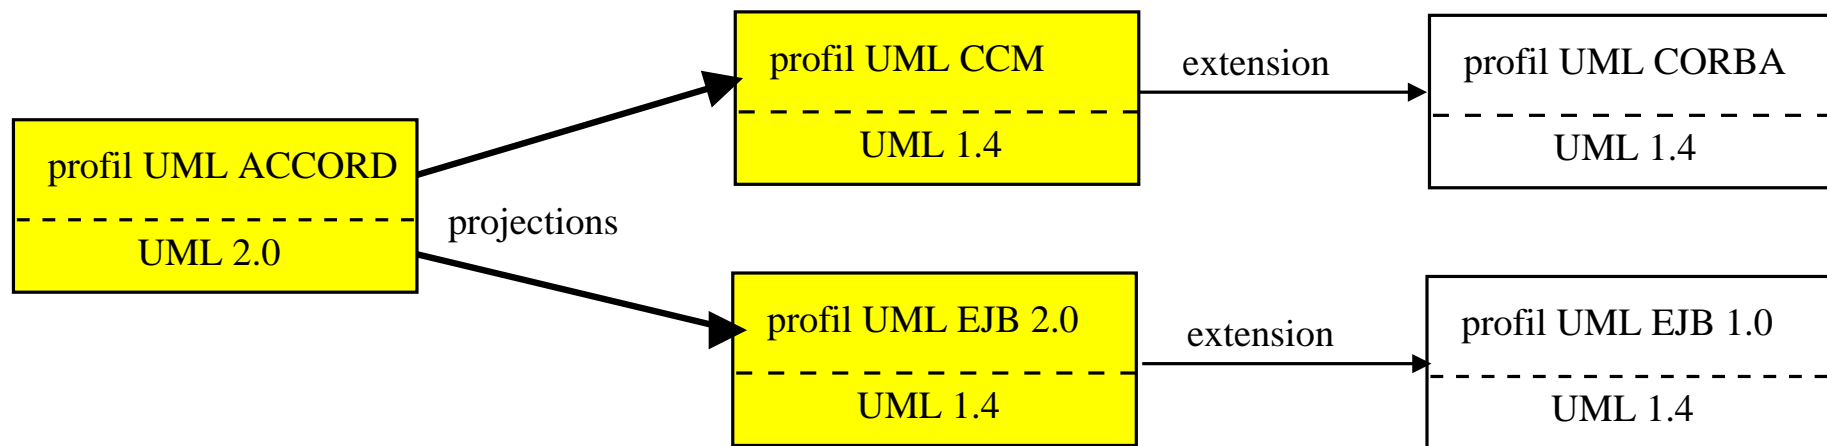 profil UML ACCORD
UML 2.0
projections
profil UML CCM
UML 1.4
extension
profil UML CORBA
UML 1.4
profil UML EJB 2.0
UML 1.4
extension
profil UML EJB 1.0
UML 1.4